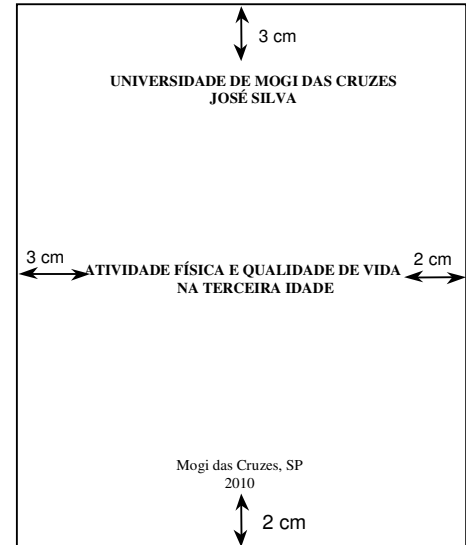 3 cm
UNIVERSIDADE DE MOGI DAS CRUZES
JOSÉ SILVA
3 cm
ATIVIDADE FÍSICA E QUALIDADE DE VIDA
2 cm
NA TERCEIRA IDADE
Mogi das Cruzes, SP
2010
2 cm